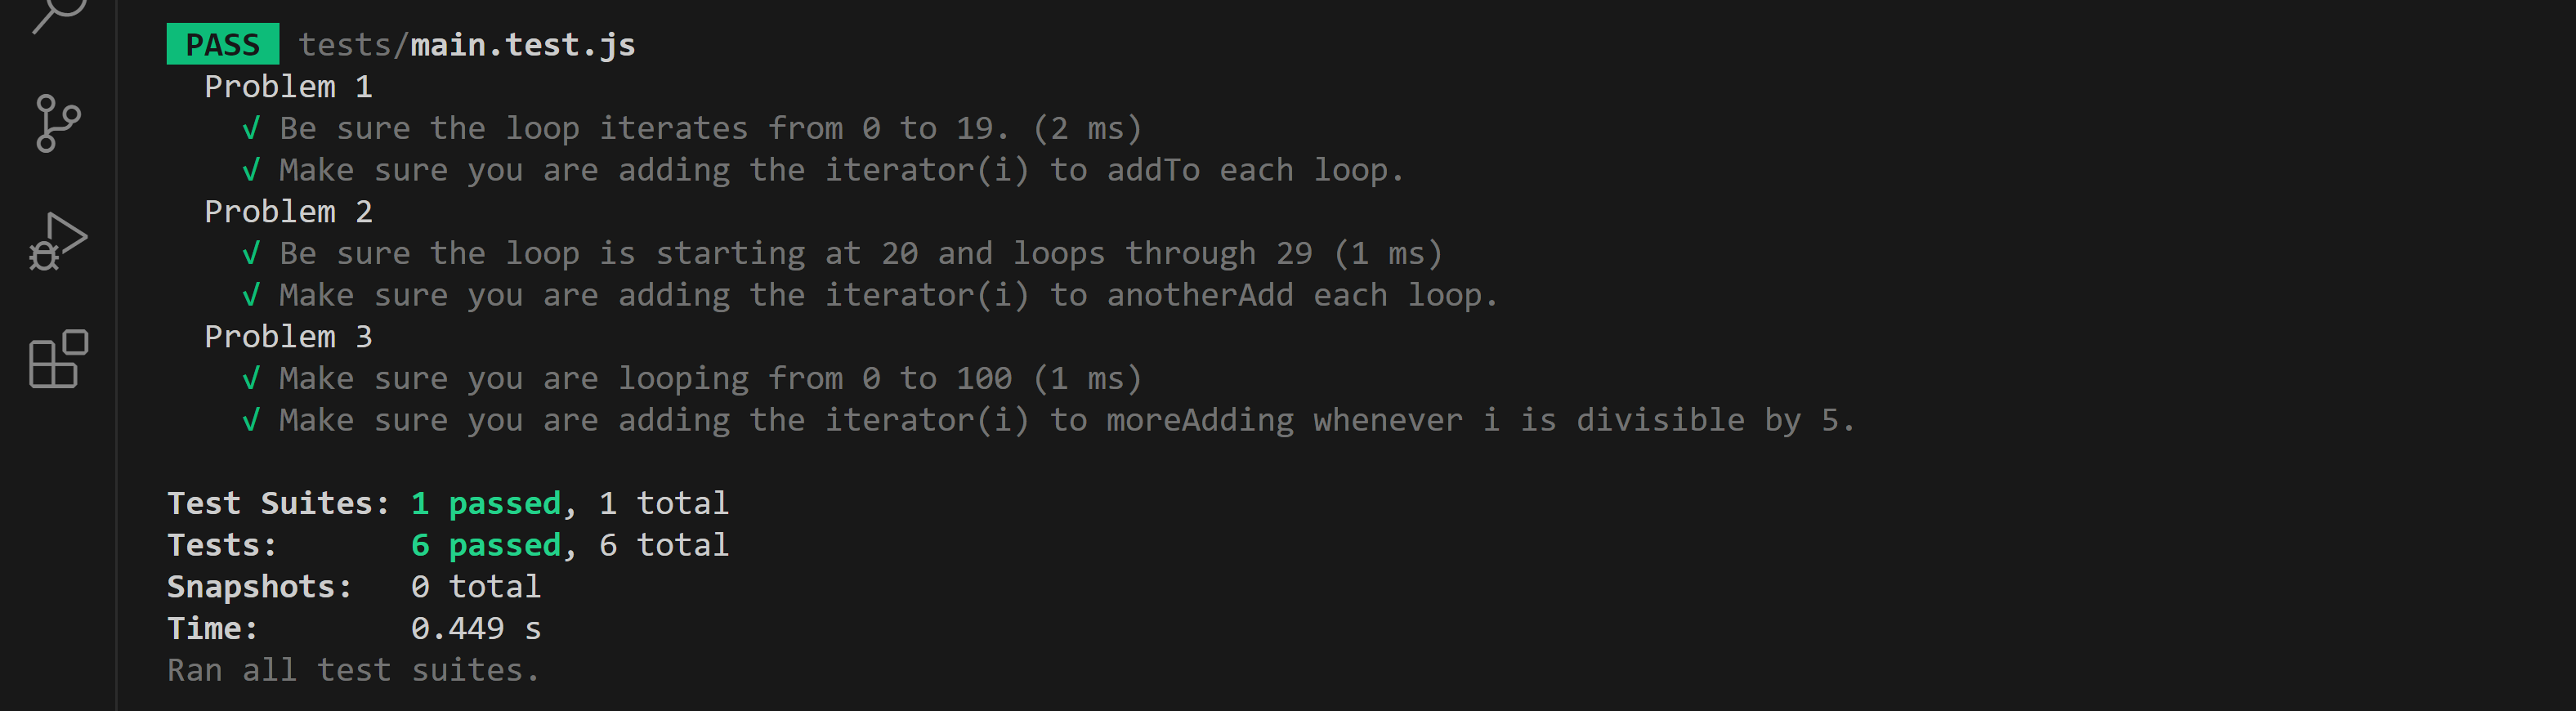 PASS tests/main.test.js
Problem 1
√ Be sure the loop iterates from 0 to 19. (2 ms)
√ Make sure you are adding the iterator(i) to addTo each loop.
Problem 2
√ Be sure the loop is starting at 20 and loops through 29 (1 ms)
√ Make sure you are adding the iterator(i) to anotherAdd each loop.
Problem 3
√ Make sure you are looping from 0 to 100 (1 ms)
√ Make sure you are adding the iterator(i) to moreAdding whenever i is divisible by 5.
Test Suites: 1 passed, 1 total
Tests: 6 passed, 6 total
Snapshots: 0 total
Time: 0.449 s
Ran all test suites.